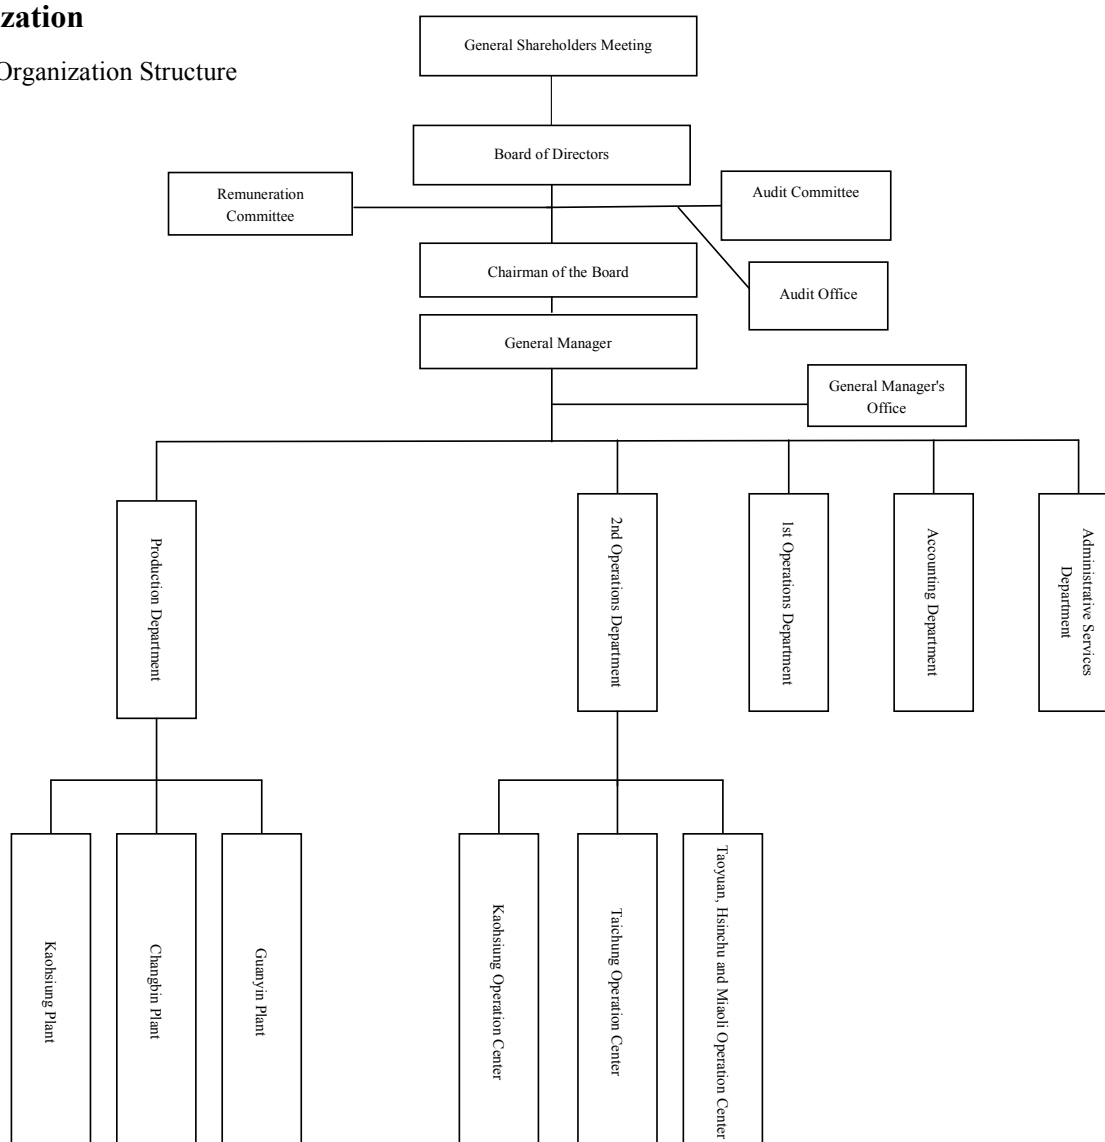 zation
Organization Structure
General Shareholders Meeting
Board of Directors
Remuneration
Committee
Audit Committee
Chairman of the Board
Audit Office
General Manager
General Manager's
Office
Production Department
2nd Operations Department
1st Operations Department
Accounting Department
Administrative Services
Department
Kaohsiung Plant
Changbin Plant
Guanyin Plant
Kaohsiung Operation Center
Taichung Operation Center
Taoyuan, Hsinchu and Miaoli Operation Center